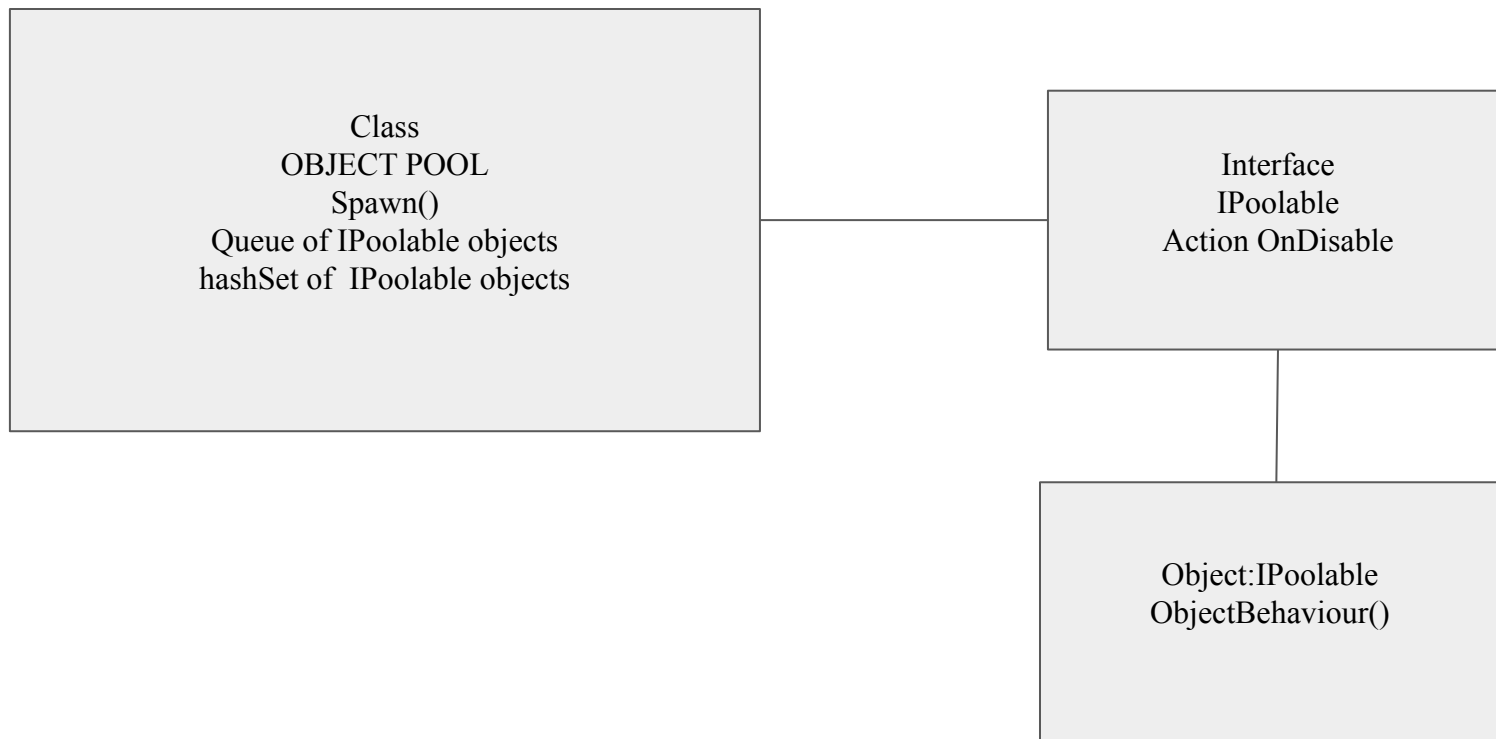 Class
OBJECT POOL
Spawn()
Queue of IPoolable objects
hashSet of  IPoolable objects
Interface
IPoolable
Action OnDisable
Object:IPoolable
ObjectBehaviour()